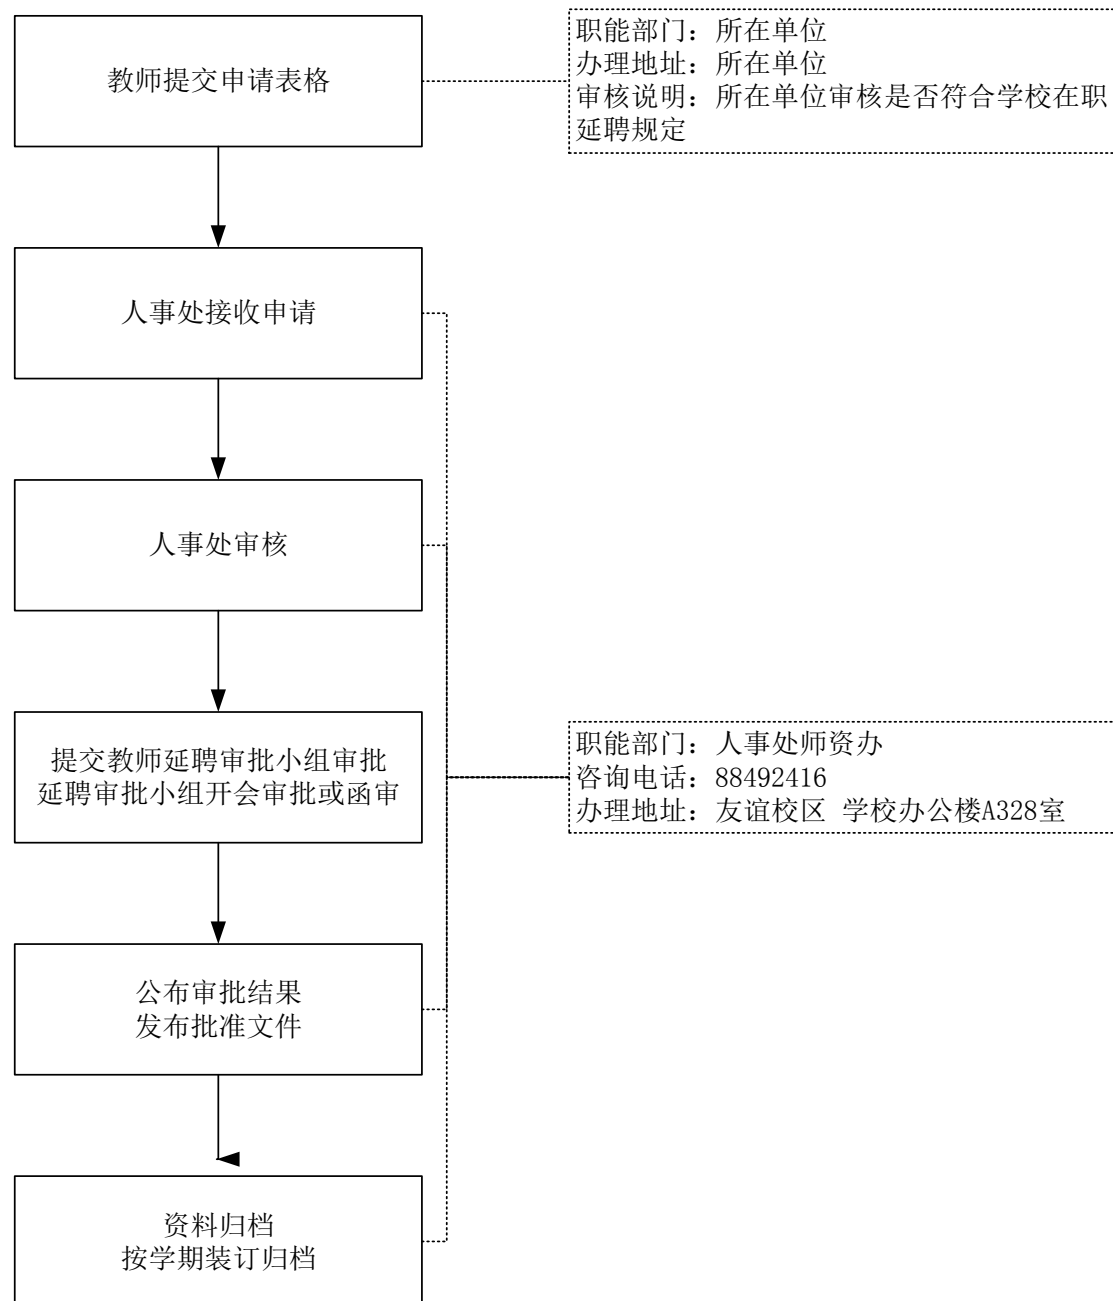 教师提交申请表格
职能部门：所在单位
办理地址：所在单位
审核说明：所在单位审核是否符合学校在职
延聘规定
人事处接收申请
人事处审核
提交教师延聘审批小组审批
延聘审批小组开会审批或函审
职能部门：人事处师资办
咨询电话：88492416
办理地址：友谊校区 学校办公楼A328室
公布审批结果
发布批准文件
资料归档
按学期装订归档